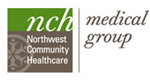 nch
Northwest
Community
Healthcare
medical
group